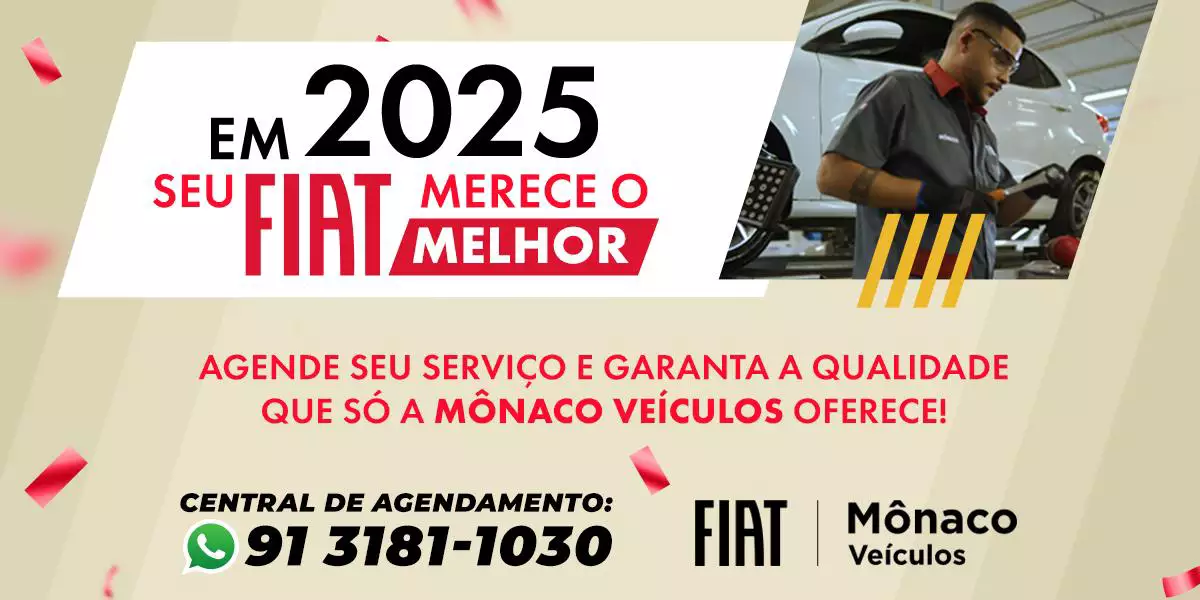 EM 2025
SEU FIAT MERECE O
MELHOR
AGENDE SEU SERVIÇO E GARANTA A QUALIDADE
QUE SÓ A MÔNACO VEÍCULOS OFERECE!
CENTRAL DE AGENDAMENTO:
91 3181-1030
FIAT
Mônaco
Veículos